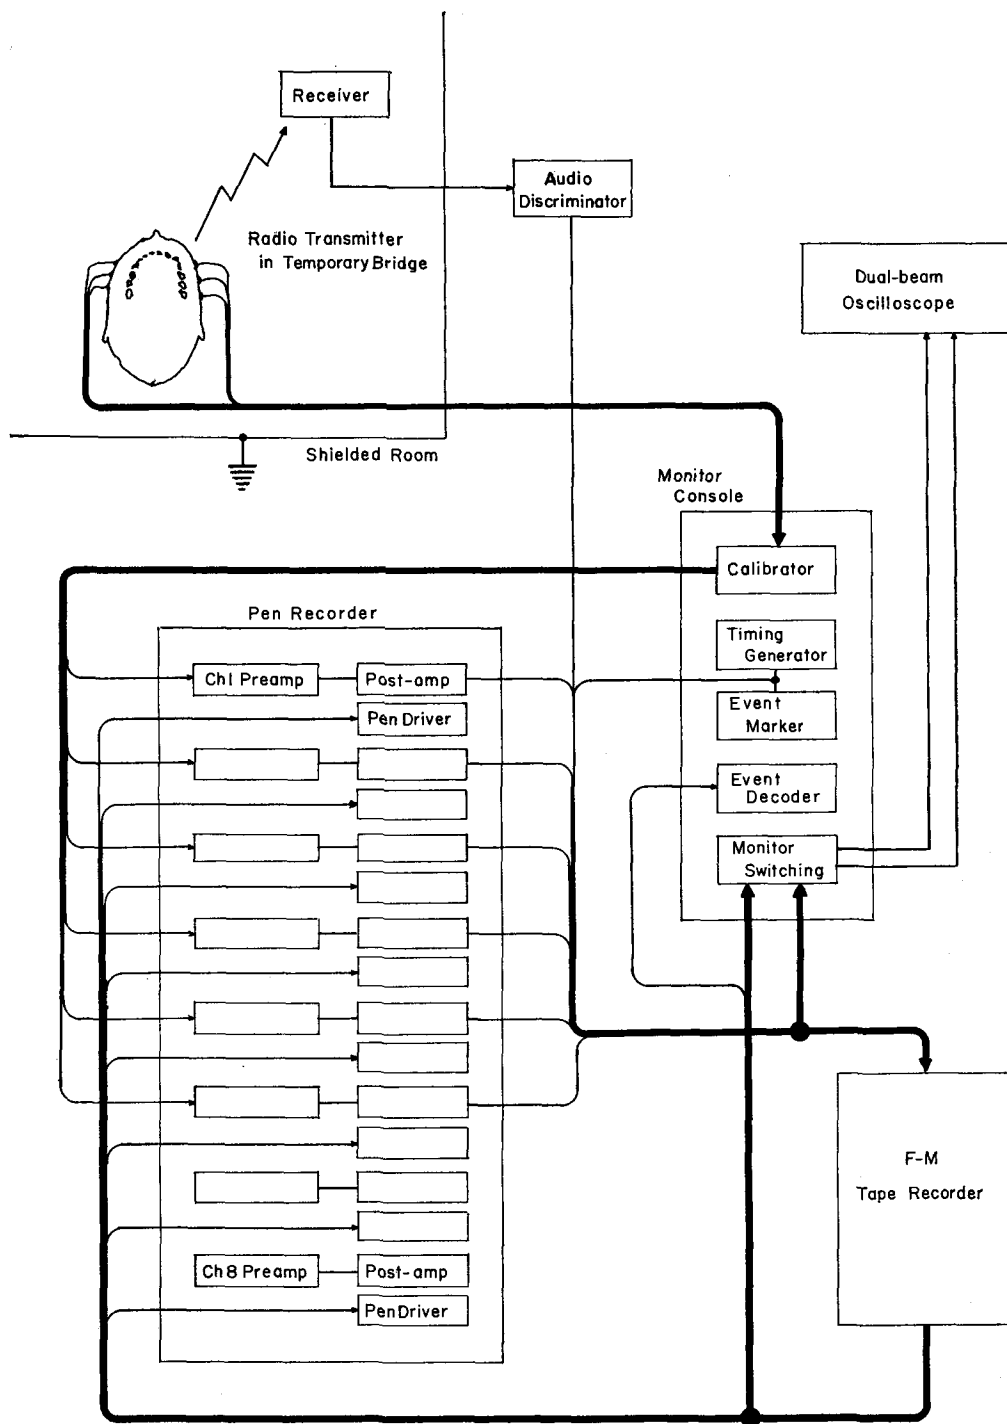 Receiver
Audio
Discriminator
Radio Transmitter
in Temporary Bridge
Dual-beam
Oscilloscope
Shielded Room
Monitor
Console
Calibrator
Pen Recorder
Timing
Generator
Ch1 Preamp
Post-amp
Event
Marker
Pen Driver
Event
Decoder
Monitor
Switching
F-M
Tape Recorder
Ch8 Preamp
Post-amp
Pen Driver